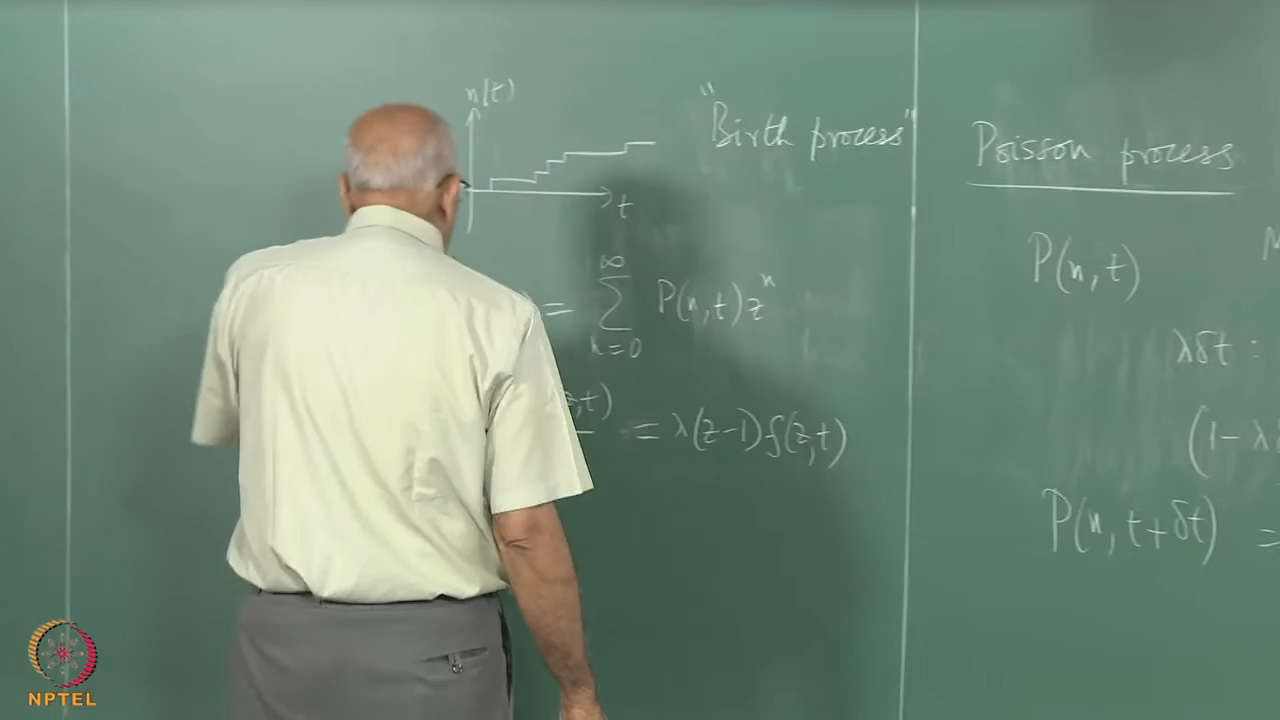 n(t)
"Birth process"
t
= ∞ Σ n=0 P(n,t) z^n
z,t) = λ(z-1) f(z,t)
Poisson process
P(n,t)
λδt :
(1-λ
P(n, t+δt) =
NPTEL